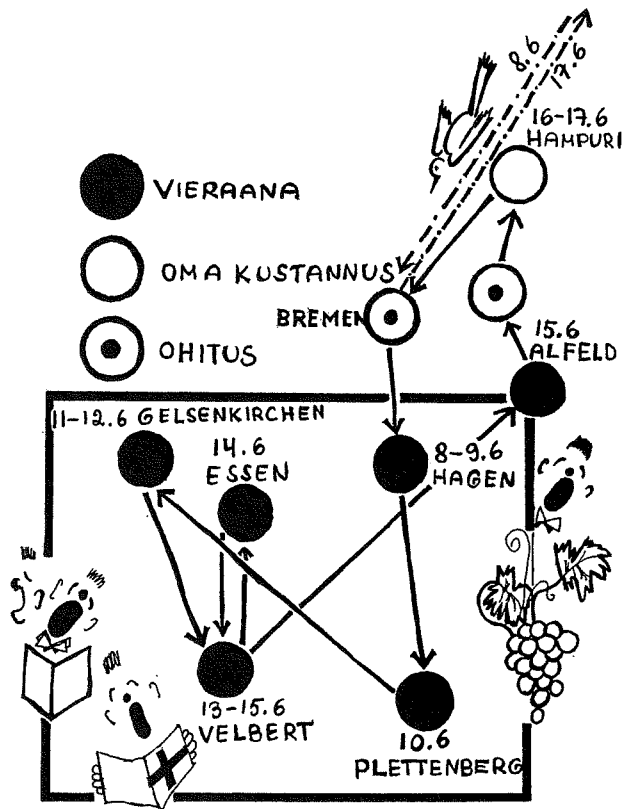 8.6
17.6
16-17.6
HAMPURI
VIERAANA
OMA KUSTANNUS
BREMEN
OHITUS
15.6
ALFELD
11-12.6 GELSENKIRCHEN
14.6
ESSEN
8-9.6
HAGEN
13-15.6
VELBERT
10.6
PLETTENBERG